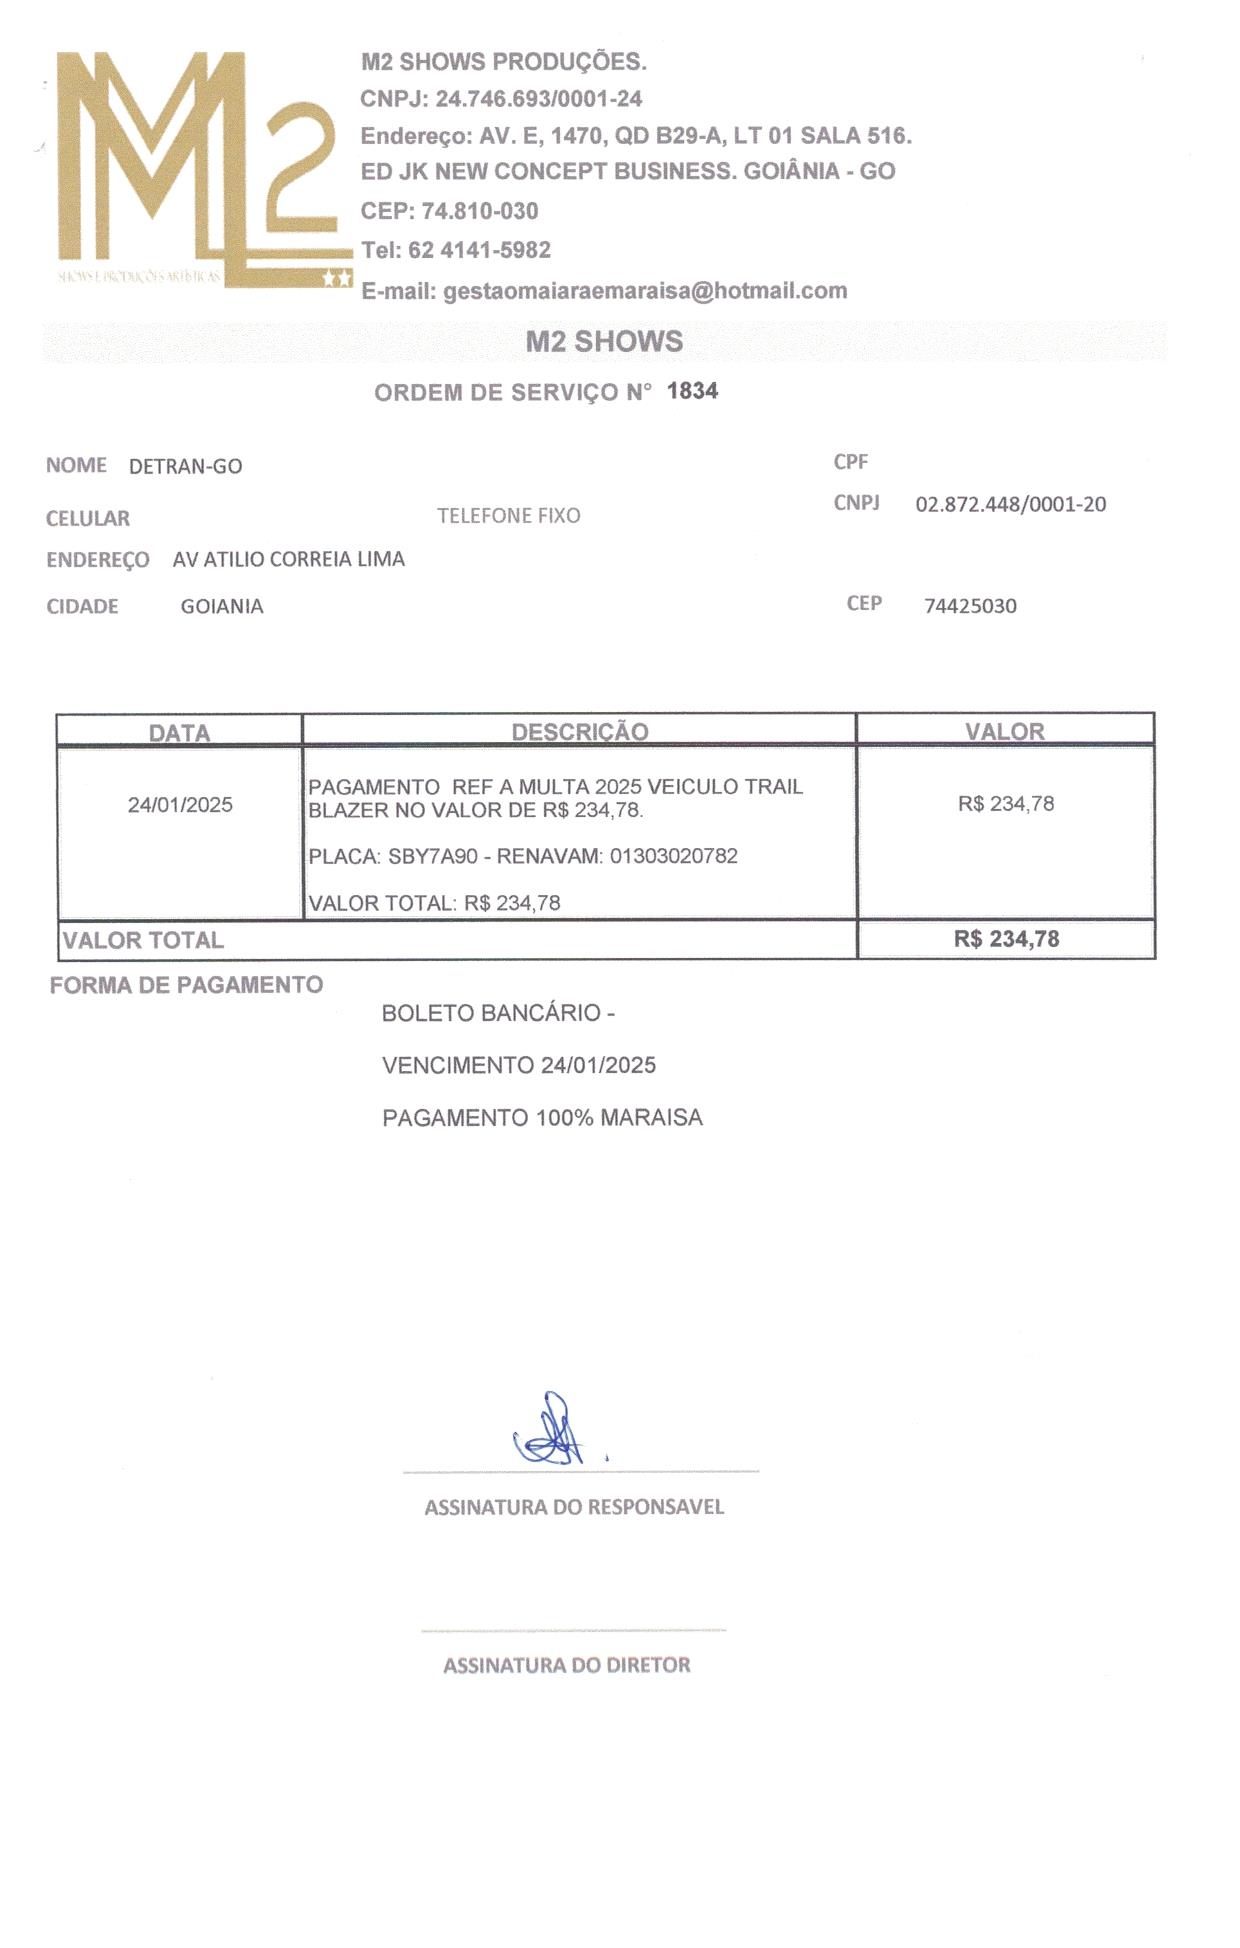 M2 SHOWS PRODUÇÕES.
CNPJ: 24.746.693/0001-24
Endereço: AV. E, 1470, QD B29-A, LT 01 SALA 516.
ED JK NEW CONCEPT BUSINESS. GOIÂNIA - GO
CEP: 74.810-030
Tel: 62 4141-5982
E-mail: gestaomaiaraemaraisa@hotmail.com
M2
SHOWS E PRODUÇÕES ARTÍSTICAS
M2 SHOWS
ORDEM DE SERVIÇO N° 1834
NOME DETRAN-GO CPF
CELULAR TELEFONE FIXO CNPJ 02.872.448/0001-20
ENDEREÇO AV ATILIO CORREIA LIMA
CIDADE GOIANIA CEP 74425030
DATA DESCRIÇÃO VALOR
24/01/2025
PAGAMENTO REF A MULTA 2025 VEICULO TRAIL
BLAZER NO VALOR DE R$ 234,78.
PLACA: SBY7A90 - RENAVAM: 01303020782
VALOR TOTAL: R$ 234,78
R$ 234,78
VALOR TOTAL R$ 234,78
FORMA DE PAGAMENTO
BOLETO BANCÁRIO -
VENCIMENTO 24/01/2025
PAGAMENTO 100% MARAISA
ASSINATURA DO RESPONSAVEL
ASSINATURA DO DIRETOR